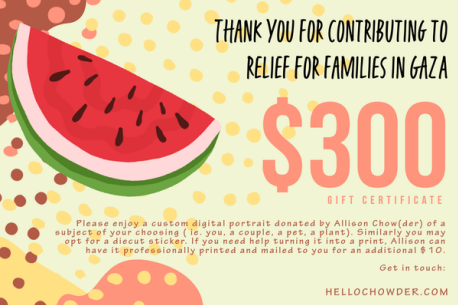 THANK YOU FOR CONTRIBUTING TO
RELIEF FOR FAMILIES IN GAZA
$300
GIFT CERTIFICATE
Please enjoy a custom digital portrait donated by Allison Chow(der) of a
subject of your choosing ( ie. you, a couple, a pet, a plant). Similarly you may
opt for a diecut sticker. If you need help turning it into a print, Allison can
have it professionally printed and mailed to you for an additional $10.
Get in touch:
HELLOCHOWDER.COM